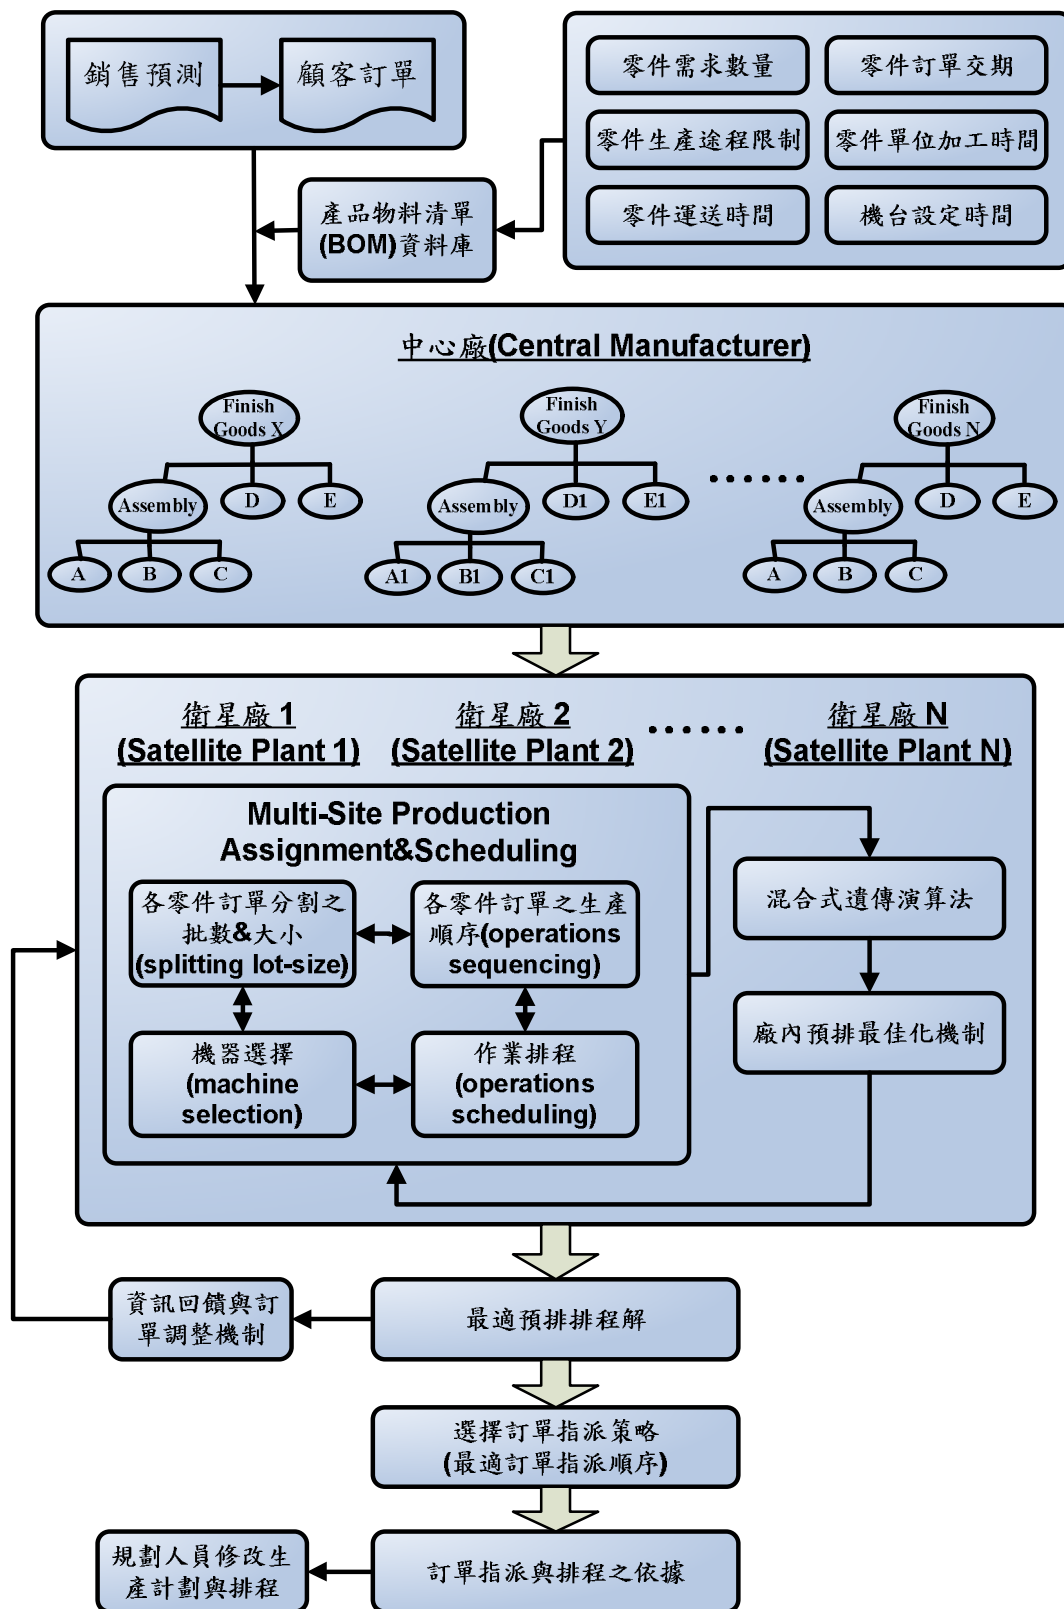 銷售預測
顧客訂單
零件需求數量
零件訂單交期
零件生產途程限制
零件單位加工時間
零件運送時間
機台設定時間
產品物料清單
(BOM)資料庫
中心廠(Central Manufacturer)
Finish
Goods X
Assembly
D
E
A
B
C
Finish
Goods Y
Assembly
D1
E1
A1
B1
C1
.......
Finish
Goods N
Assembly
D
E
A
B
C
衛星廠 1
(Satellite Plant 1)
衛星廠 2
(Satellite Plant 2)
.......
衛星廠 N
(Satellite Plant N)
Multi-Site Production
Assignment&Scheduling
各零件訂單分割之
批數&大小
(splitting lot-size)
各零件訂單之生產
順序(operations
sequencing)
機器選擇
(machine
selection)
作業排程
(operations
scheduling)
混合式遺傳演算法
廠內預排最佳化機制
資訊回饋與訂
單調整機制
最適預排排程解
選擇訂單指派策略
(最適訂單指派順序)
規劃人員修改生
產計劃與排程
訂單指派與排程之依據